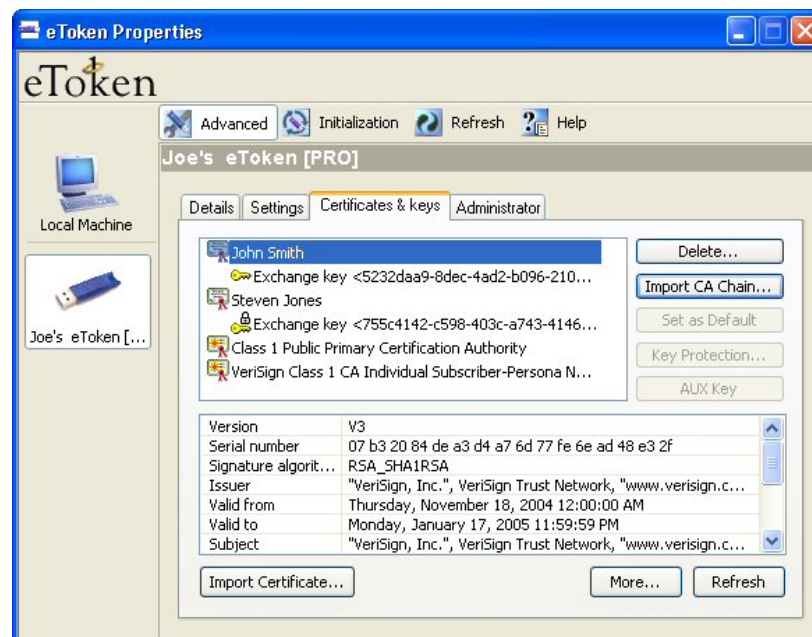 eToken Properties
eToken
Advanced Initialization Refresh Help
Joe's eToken [PRO]
Local Machine
Joe's eToken [...
Details Settings Certificates & keys Administrator
John Smith
Exchange key <5232daa9-8dec-4ad2-b096-210...
Steven Jones
Exchange key <755c4142-c598-403c-a743-4146...
Class 1 Public Primary Certification Authority
VeriSign Class 1 CA Individual Subscriber-Persona N...
Delete...
Import CA Chain...
Set as Default
Key Protection...
AUX Key
Version V3
Serial number 07 b3 20 84 de a3 d4 a7 6d 77 fe 6e ad 48 e3 2f
Signature algorit... RSA_SHA1RSA
Issuer "VeriSign, Inc.", VeriSign Trust Network, "www.verisign.c...
Valid from Thursday, November 18, 2004 12:00:00 AM
Valid to Monday, January 17, 2005 11:59:59 PM
Subject "VeriSign, Inc.", VeriSign Trust Network, "www.verisign.c...
Import Certificate... More... Refresh